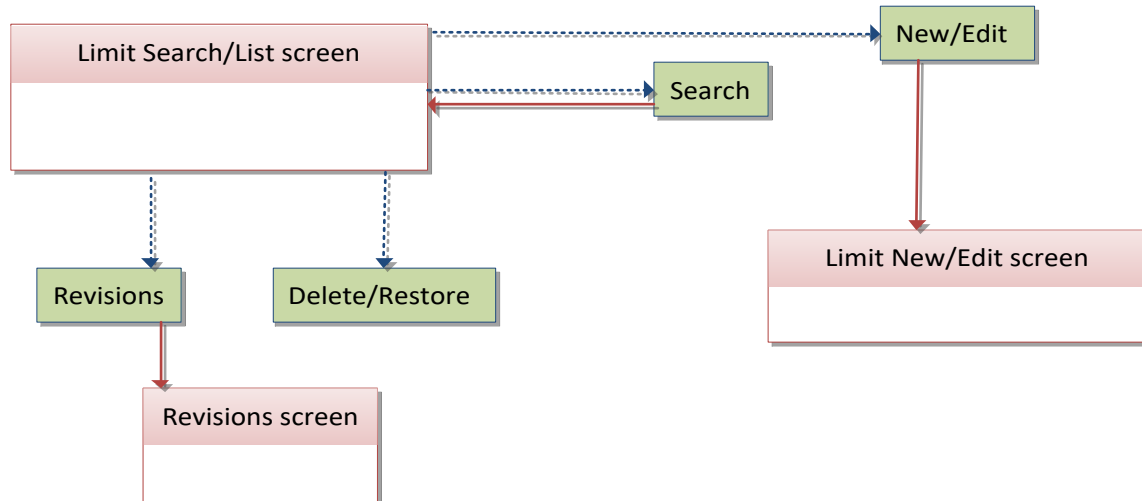 New/Edit
Limit Search/List screen
Search
Limit New/Edit screen
Revisions
Delete/Restore
Revisions screen